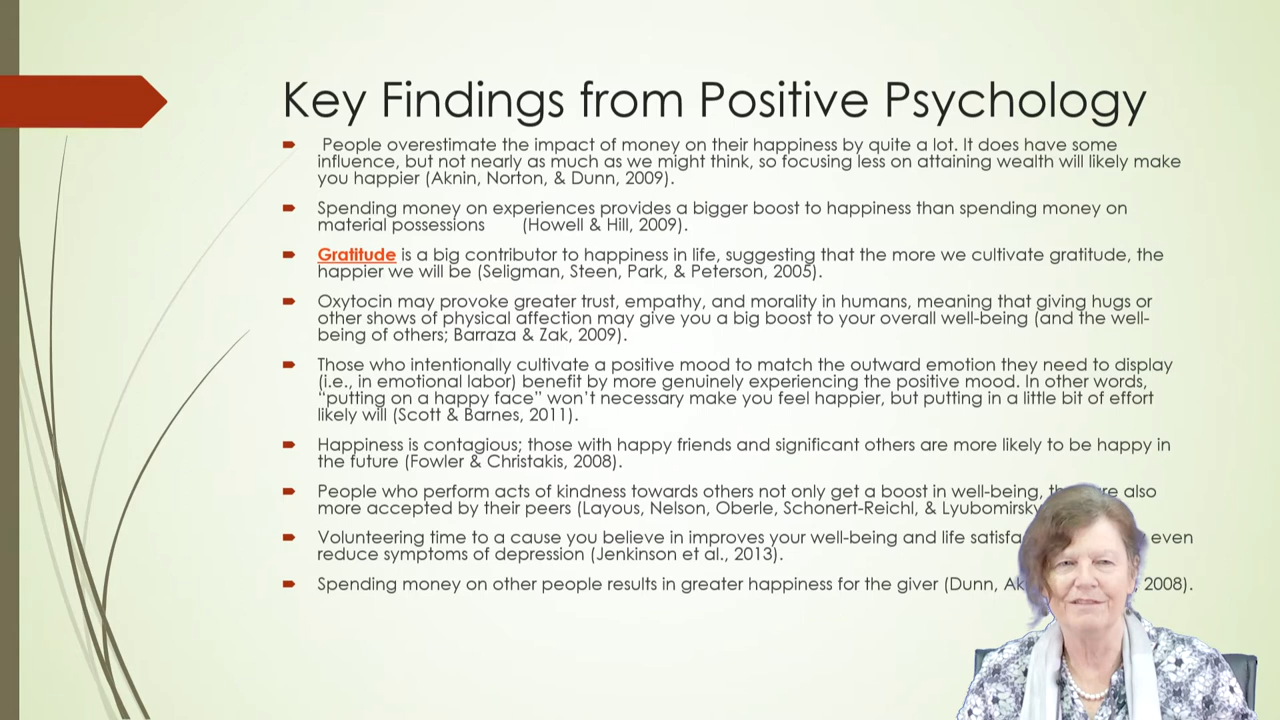 Key Findings from Positive Psychology
People overestimate the impact of money on their happiness by quite a lot. It does have some
influence, but not nearly as much as we might think, so focusing less on attaining wealth will likely make
you happier (Aknin, Norton, & Dunn, 2009).
Spending money on experiences provides a bigger boost to happiness than spending money on
material possessions (Howell & Hill, 2009).
Gratitude is a big contributor to happiness in life, suggesting that the more we cultivate gratitude, the
happier we will be (Seligman, Steen, Park, & Peterson, 2005).
Oxytocin may provoke greater trust, empathy, and morality in humans, meaning that giving hugs or
other shows of physical affection may give you a big boost to your overall well-being (and the well-
being of others; Barraza & Zak, 2009).
Those who intentionally cultivate a positive mood to match the outward emotion they need to display
(i.e., in emotional labor) benefit by more genuinely experiencing the positive mood. In other words,
“putting on a happy face” won’t necessary make you feel happier, but putting in a little bit of effort
likely will (Scott & Barnes, 2011).
Happiness is contagious; those with happy friends and significant others are more likely to be happy in
the future (Fowler & Christakis, 2008).
People who perform acts of kindness towards others not only get a boost in well-being, also
more accepted by their peers (Layous, Nelson, Oberle, Schonert-Reichl, & Lyubomirsky
Volunteering time to a cause you believe in improves your well-being and life even
reduce symptoms of depression (Jenkinson et al., 2013).
Spending money on other people results in greater happiness for the giver (Dunn, 2008).